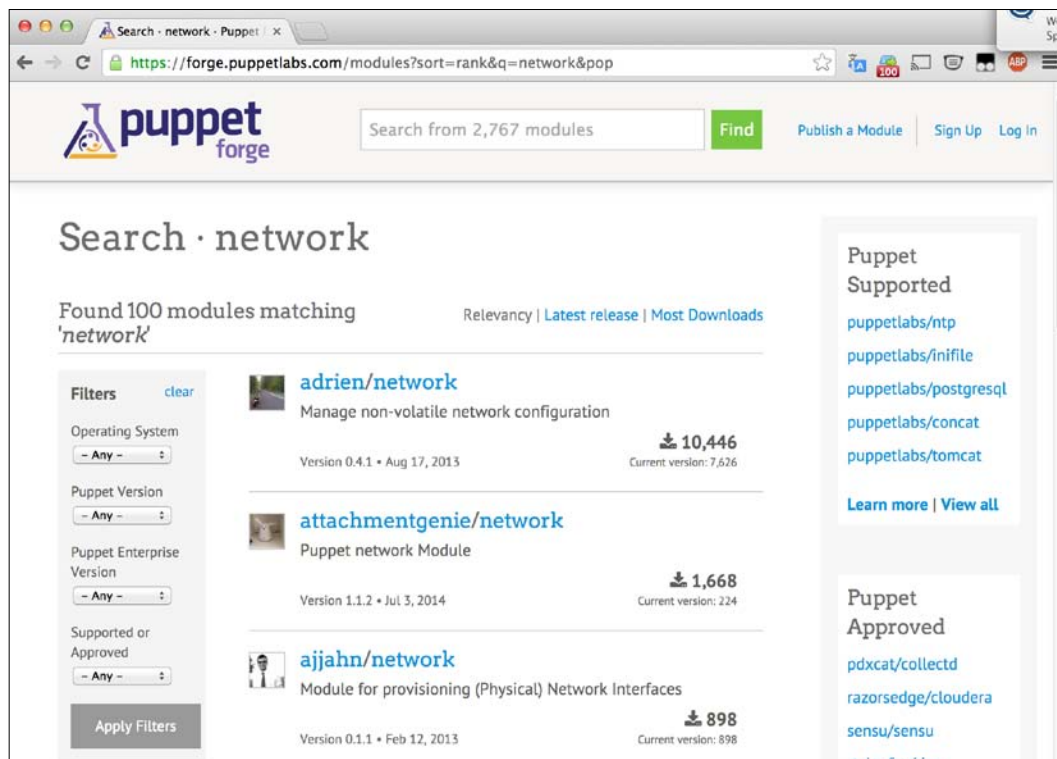 Search · network · Puppet
https://forge.puppetlabs.com/modules?sort=rank&q=network&pop
100
ABP
puppet
forge
Search from 2,767 modules
Find
Publish a Module
Sign Up
Log In
Search · network
Found 100 modules matching
'network'
Relevancy | Latest release | Most Downloads
Filters
clear
Operating System
– Any –
Puppet Version
– Any –
Puppet Enterprise
Version
– Any –
Supported or
Approved
– Any –
Apply Filters
adrien/network
Manage non-volatile network configuration
10,446
Version 0.4.1 • Aug 17, 2013
Current version: 7,626
attachmentgenie/network
Puppet network Module
1,668
Version 1.1.2 • Jul 3, 2014
Current version: 224
ajjahn/network
Module for provisioning (Physical) Network Interfaces
898
Version 0.1.1 • Feb 12, 2013
Current version: 898
Puppet
Supported
puppetlabs/ntp
puppetlabs/inifile
puppetlabs/postgresql
puppetlabs/concat
puppetlabs/tomcat
Learn more | View all
Puppet
Approved
pdxcat/collectd
razorsedge/cloudera
sensu/sensu